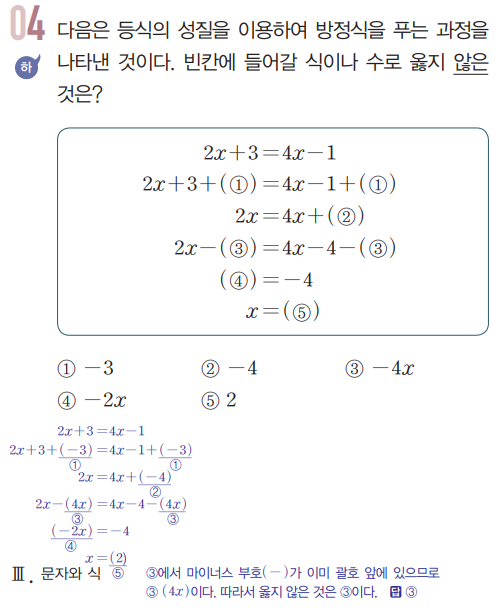 04 다음은 등식의 성질을 이용하여 방정식을 푸는 과정을
하 나타낸 것이다. 빈칸에 들어갈 식이나 수로 옳지 않은
것은?
2x+3=4x-1
2x+3+(①)=4x-1+(①)
2x=4x+(②)
2x-(③)=4x-4-(③)
(④)=-4
x=(⑤)
① -3 ② -4 ③ -4x
④ -2x ⑤ 2
2x+3=4x-1
2x+3+(-3)=4x-1+(-3)
① ①
2x=4x+(-4)
②
2x-(4x)=4x-4-(4x)
③ ③
(-2x)=-4
④
x=(2)
⑤
Ⅲ. 문자와 식
③에서 마이너스 부호(-)가 이미 괄호 앞에 있으므로
③ (4x)이다. 따라서 옳지 않은 것은 ③이다. 답 ③